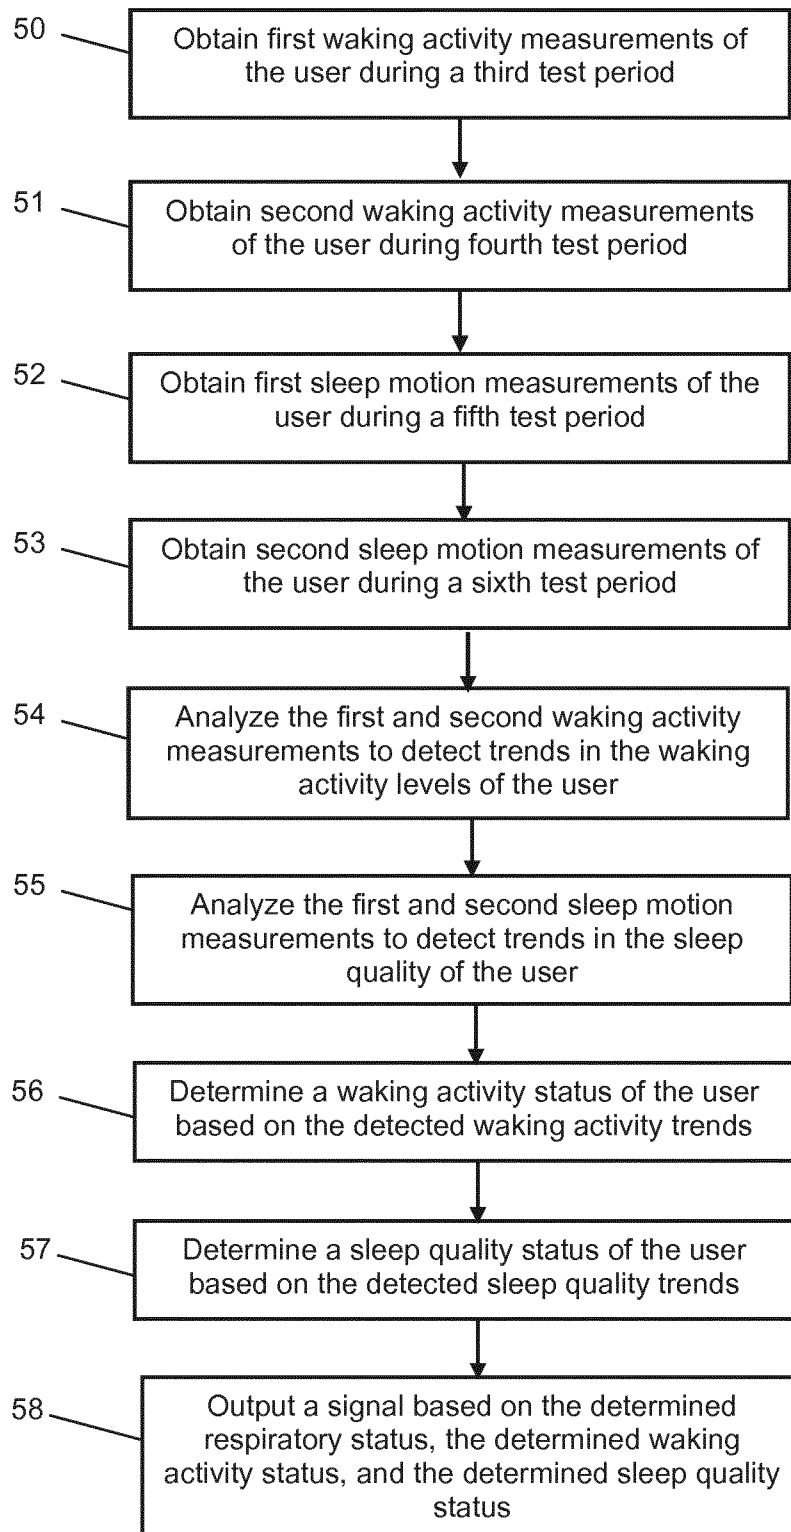 50
Obtain first waking activity measurements of
the user during a third test period
51
Obtain second waking activity measurements
of the user during fourth test period
52
Obtain first sleep motion measurements of the
user during a fifth test period
53
Obtain second sleep motion measurements of
the user during a sixth test period
54
Analyze the first and second waking activity
measurements to detect trends in the waking
activity levels of the user
55
Analyze the first and second sleep motion
measurements to detect trends in the sleep
quality of the user
56
Determine a waking activity status of the user
based on the detected waking activity trends
57
Determine a sleep quality status of the user
based on the detected sleep quality trends
58
Output a signal based on the determined
respiratory status, the determined waking
activity status, and the determined sleep quality
status